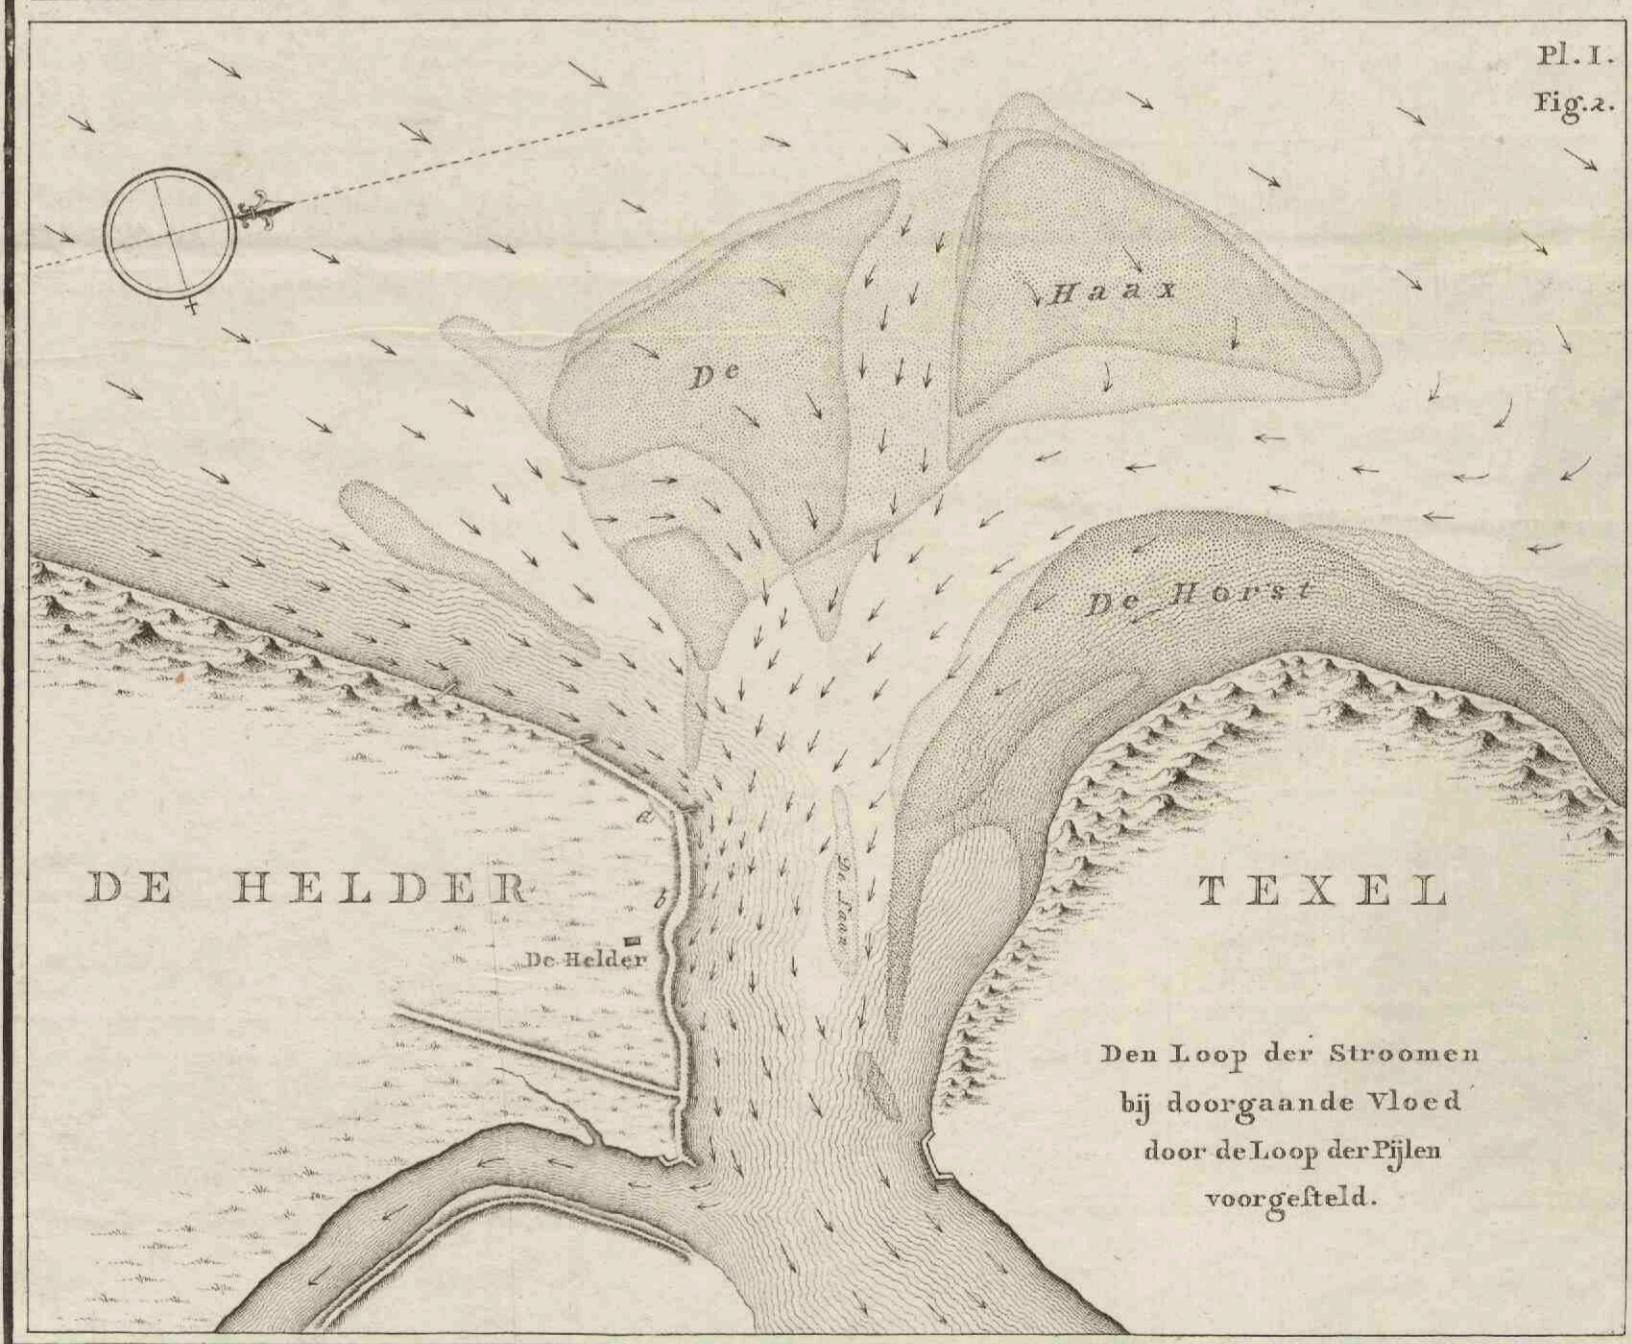 Pl. I.
Fig. 2.
De Haax
De Horst
a
b
De Laan
DE HELDER
De Helder
TEXEL
Den Loop der Stroomen
bij doorgaande Vloed
door de Loop der Pijlen
voorgeſteld.